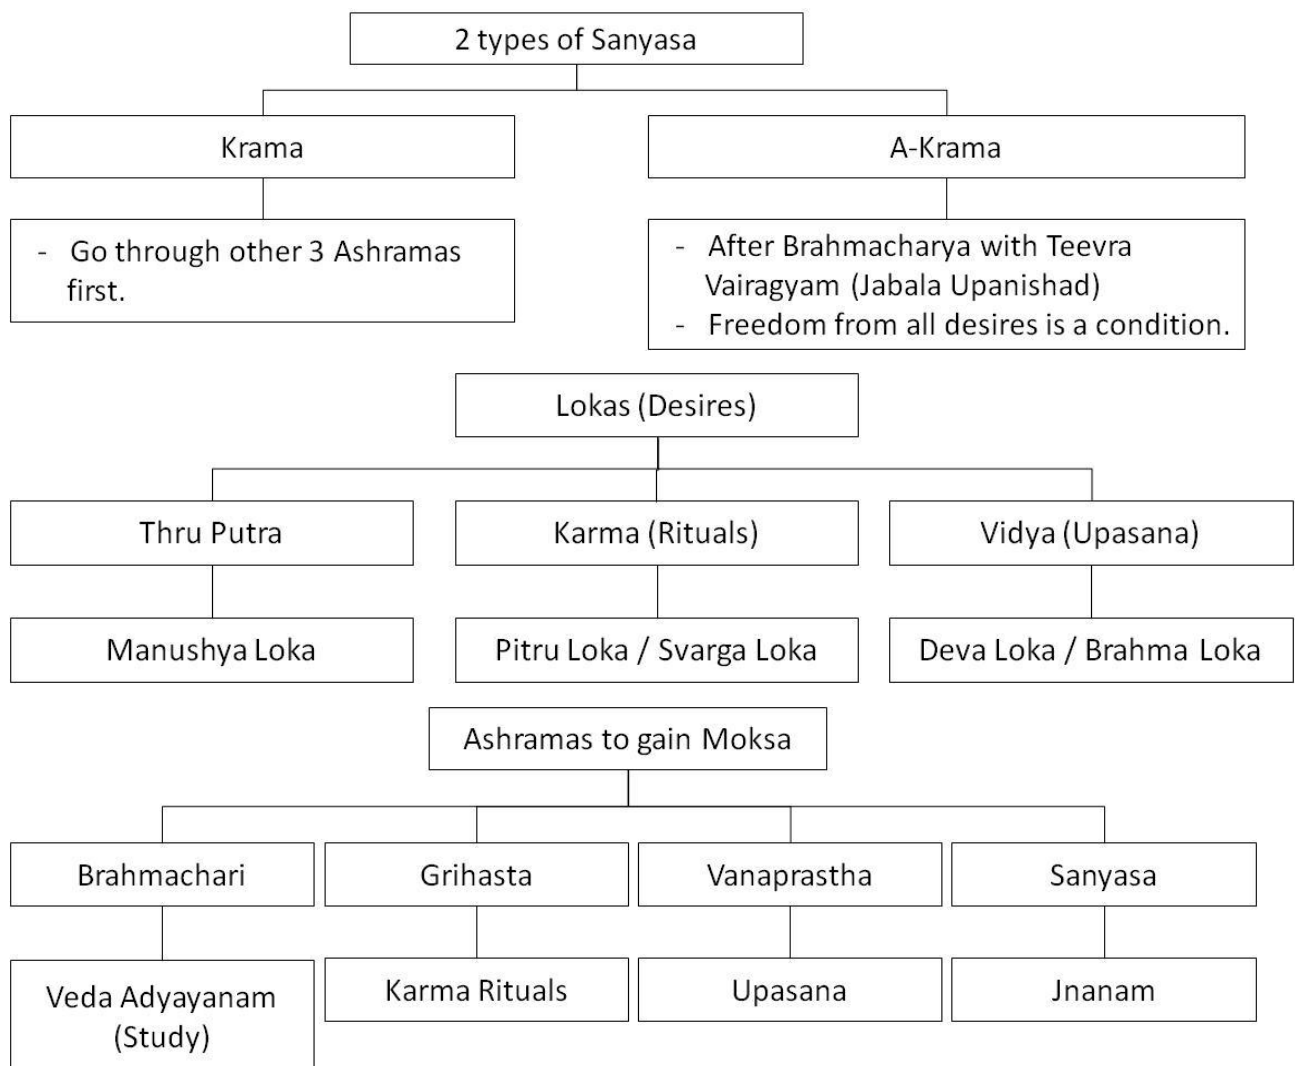 2 types of Sanyasa
Krama
A-Krama
- Go through other 3 Ashramas
first.
- After Brahmacharya with Teevra
Vairagyam (Jabala Upanishad)
- Freedom from all desires is a condition.
Lokas (Desires)
Thru Putra
Karma (Rituals)
Vidya (Upasana)
Manushya Loka
Pitru Loka / Svarga Loka
Deva Loka / Brahma Loka
Ashramas to gain Moksa
Brahmachari
Grihasta
Vanaprastha
Sanyasa
Veda Adyayanam
(Study)
Karma Rituals
Upasana
Jnanam